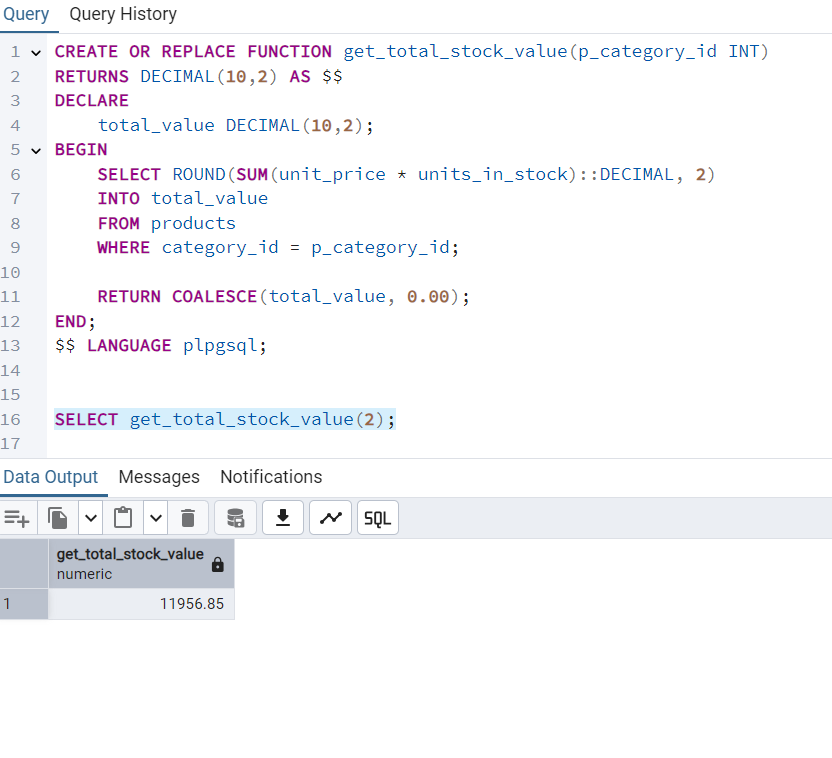 Query Query History
1 CREATE OR REPLACE FUNCTION get_total_stock_value(p_category_id INT)
2 RETURNS DECIMAL(10,2) AS $$
3 DECLARE
4 total_value DECIMAL(10,2);
5 BEGIN
6 SELECT ROUND(SUM(unit_price * units_in_stock)::DECIMAL, 2)
7 INTO total_value
8 FROM products
9 WHERE category_id = p_category_id;
10
11 RETURN COALESCE(total_value, 0.00);
12 END;
13 $$ LANGUAGE plpgsql;
14
15
16 SELECT get_total_stock_value(2);
17
Data Output Messages Notifications
SQL
get_total_stock_value
numeric
1 11956.85